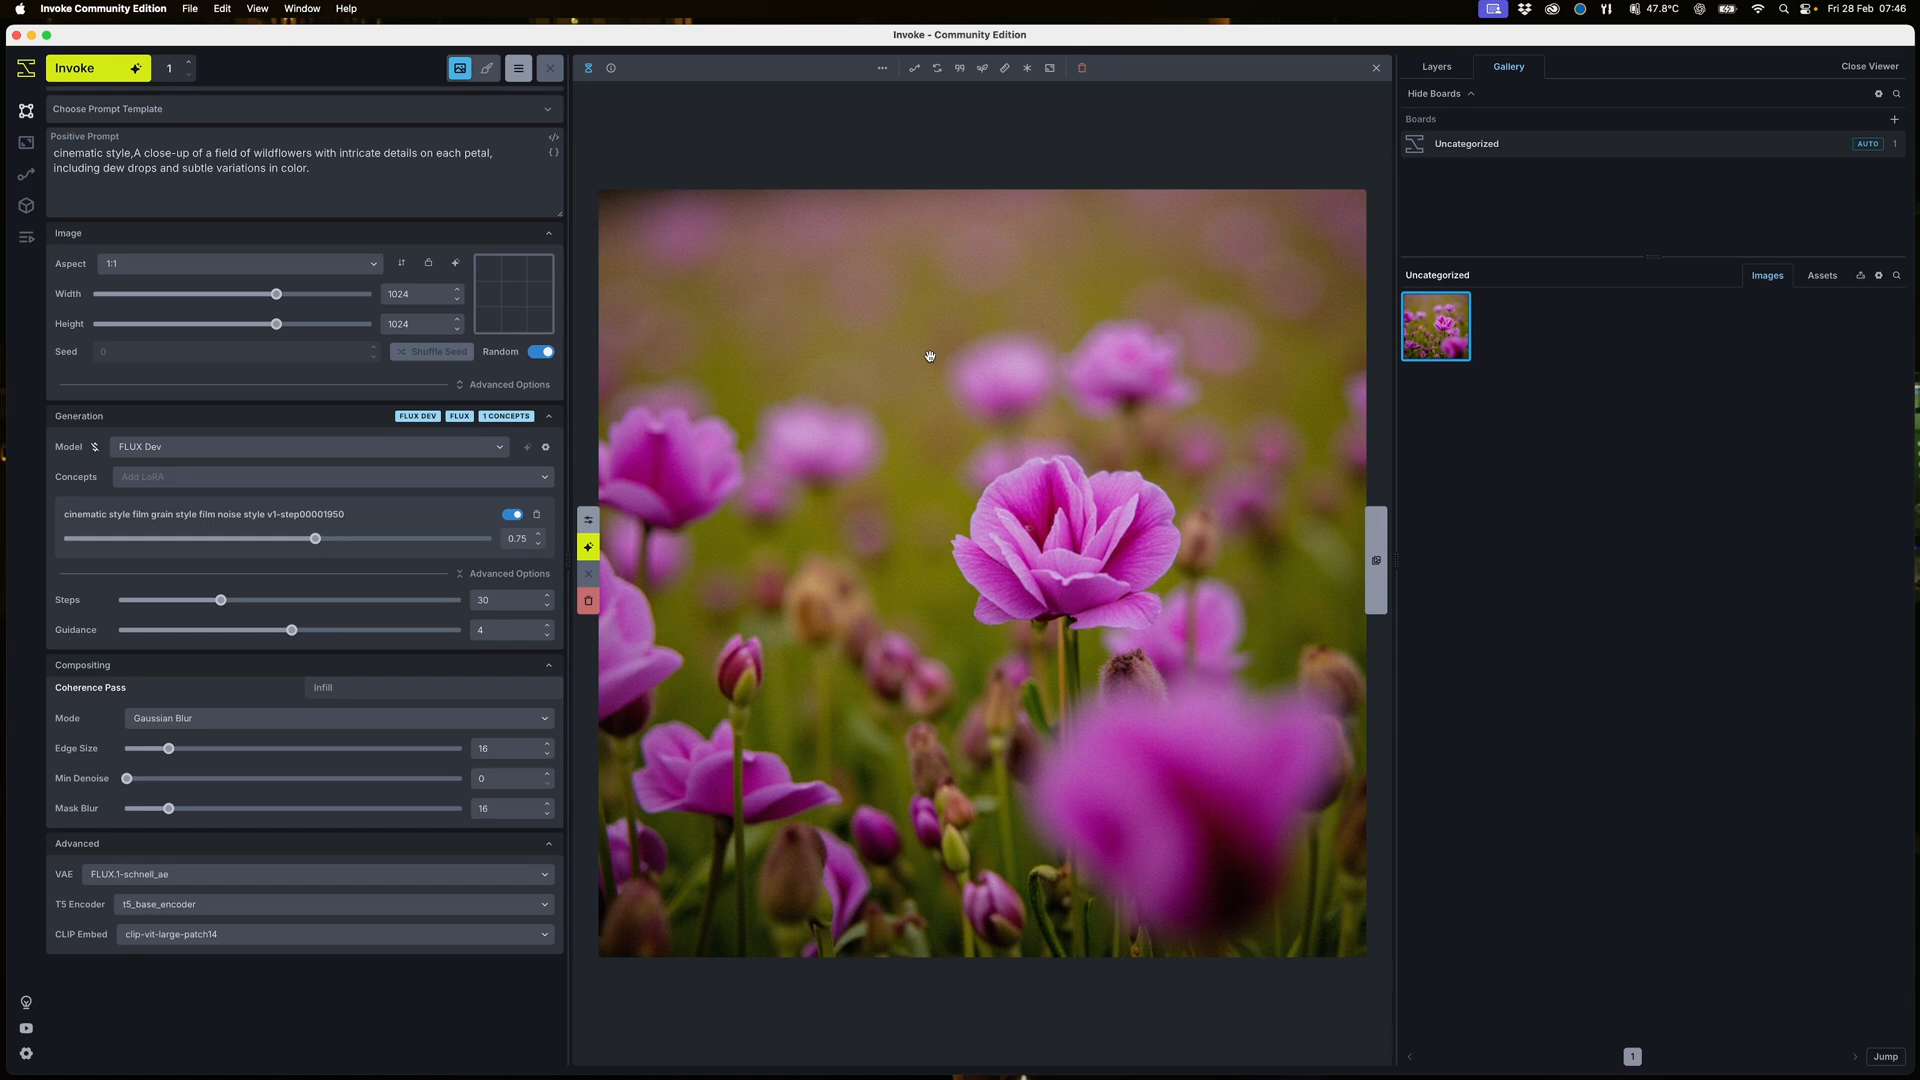 Invoke Community Edition File Edit View Window Help 47.8°C Fri 28 Feb 07:46
Invoke - Community Edition
Invoke 1
Choose Prompt Template
Positive Prompt
cinematic style,A close-up of a field of wildflowers with intricate details on each petal,
including dew drops and subtle variations in color.
Image
Aspect 1:1
Width 1024
Height 1024
Seed 0 Shuffle Seed Random
Advanced Options
Generation FLUX DEV FLUX 1 CONCEPTS
Model FLUX Dev
Concepts Add LoRA
cinematic style film grain style film noise style v1-step00001950
0.75
Advanced Options
Steps 30
Guidance 4
Compositing
Coherence Pass Infill
Mode Gaussian Blur
Edge Size 16
Min Denoise 0
Mask Blur 16
Advanced
VAE FLUX.1-schnell_ae
T5 Encoder t5_base_encoder
CLIP Embed clip-vit-large-patch14
Layers Gallery Close Viewer
Hide Boards
Boards
Uncategorized AUTO 1
Uncategorized Images Assets
1 Jump